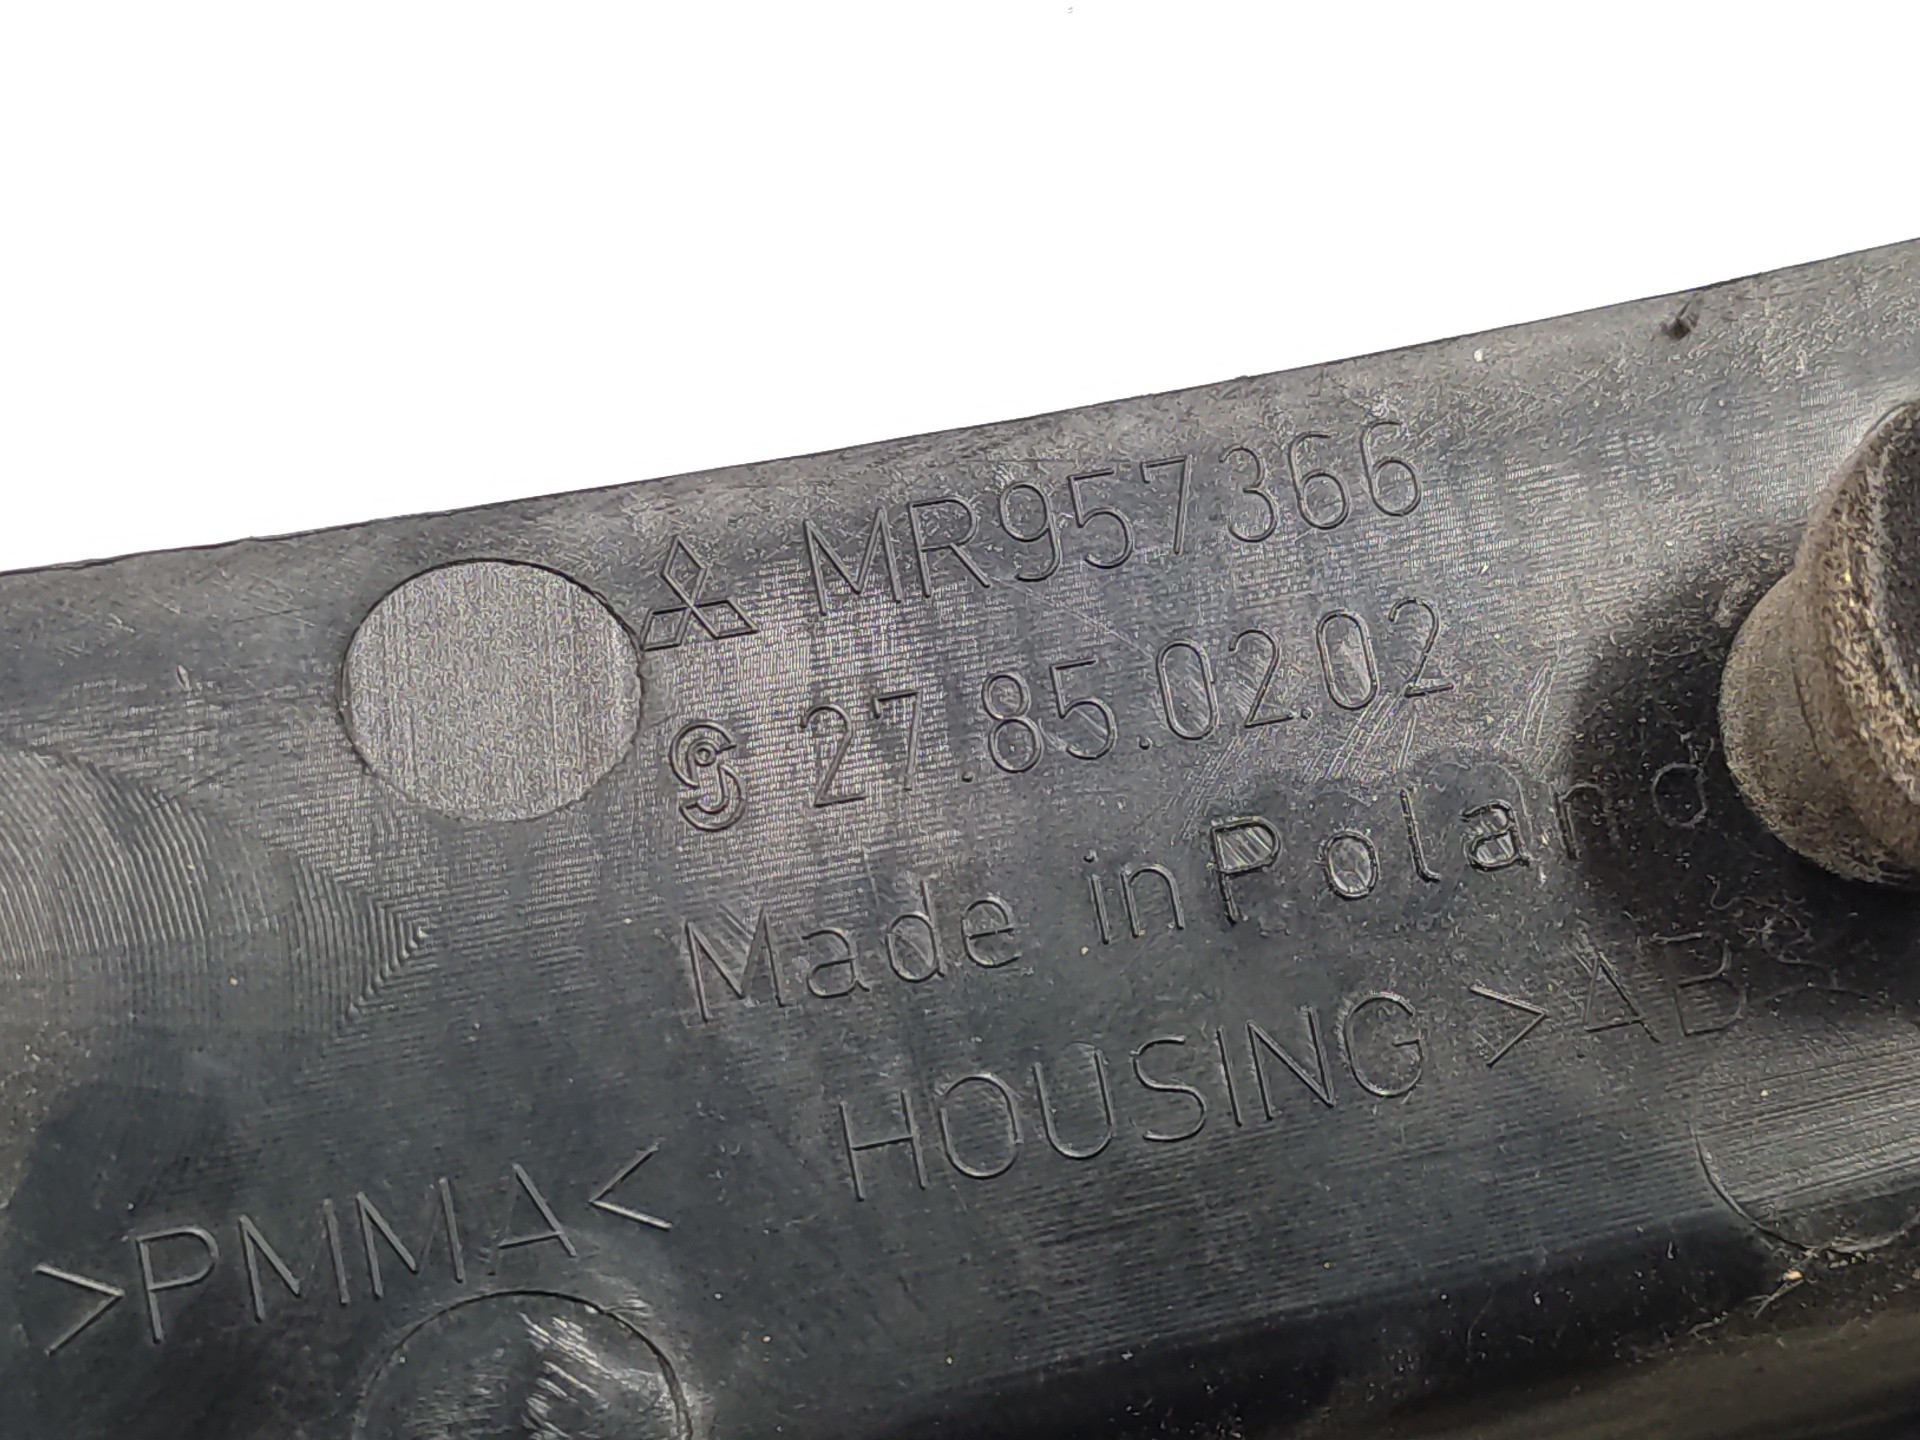 MR957366
27.85.02.02
Made in Poland
HOUSING >AB
>PMMA<